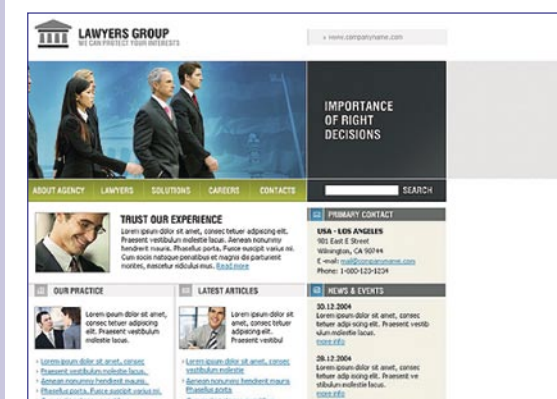 LAWYERS GROUP
WE CAN PROTECT YOUR INTERESTS
www.companyname.com
IMPORTANCE
OF RIGHT
DECISIONS
ABOUT AGENCY
LAWYERS
SOLUTIONS
CAREERS
CONTACTS
SEARCH
TRUST OUR EXPERIENCE
Lorem ipsum dolor sit amet, consec tetuer adipiscing elit.
Praesent vestibulum molestie lacus. Aenean nonummy
hendrerit mauris. Phasellus porta. Fusce suscipit varius mi.
Cum sociis natoque penatibus et magnis dis parturient
montes, nascetur ridiculus mus. Read more
PRIMARY CONTACT
USA - LOS ANGELES
901 East E Street
Wilmington, CA 90744
E-mail: mail@companyname.com
Phone: 1-800-123-1234
OUR PRACTICE
Lorem ipsum dolor sit amet,
consec tetuer adipiscing
elit. Praesent vestibulum
molestie lacus.
Lorem ipsum dolor sit amet, consec
Praesent vestibulum molestie lacus.
Aenean nonummy hendrerit mauris.
Phasellus porta. Fusce suscipit varius mi.
LATEST ARTICLES
Lorem ipsum dolor
sit amet, consec
tetuer adipiscing elit.
Praesent vestibul
Lorem ipsum dolor sit amet, consec
vestibulum molestie
Aenean nonummy hendrerit mauris
Phasellus porta.
NEWS & EVENTS
30.12.2004
Lorem ipsum dolor sit amet, consec
tetuer adip iscing elit. Praesent vestib
ulum molestie lacus.
more info
28.12.2004
Lorem ipsum dolor sit amet, consec
tetuer adip iscing elit. Praesent ve
stibulum molestie lacus.
more info